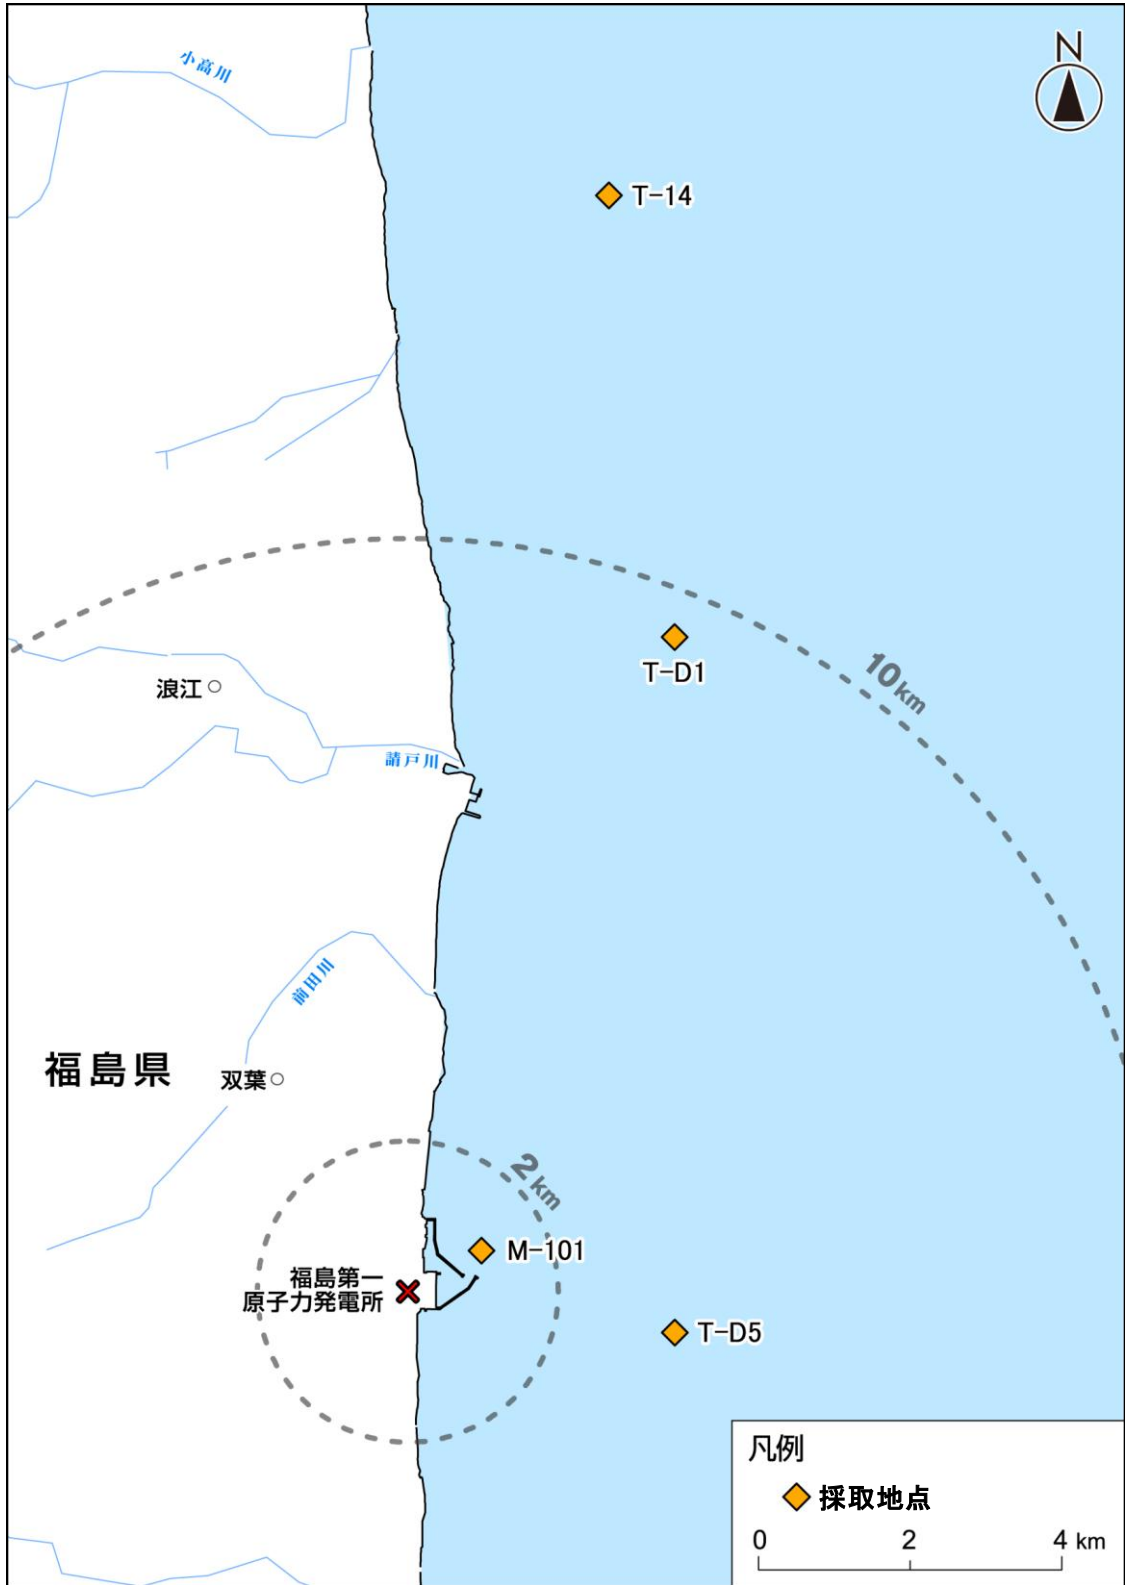 N
小高川
T-14
10km
T-D1
浪江
請戸川
前田川
福島県
双葉
2km
M-101
福島第一
原子力発電所
T-D5
凡例
採取地点
0 2 4 km